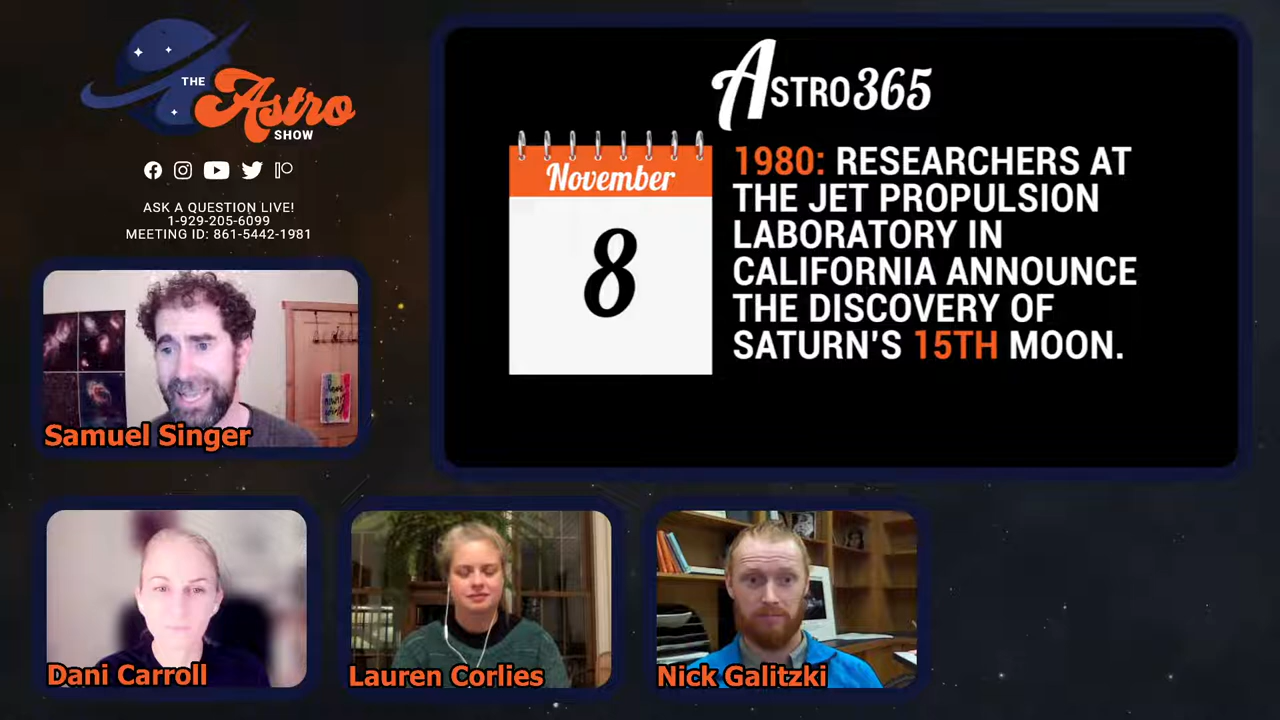 THE
Astro
SHOW
ASK A QUESTION LIVE!
1-929-205-6099
MEETING ID: 861-5442-1981
ASTRO365
November
8
1980: RESEARCHERS AT
THE JET PROPULSION
LABORATORY IN
CALIFORNIA ANNOUNCE
THE DISCOVERY OF
SATURN'S 15TH MOON.
Samuel Singer
Dani Carroll
Lauren Corlies
Nick Galitzki